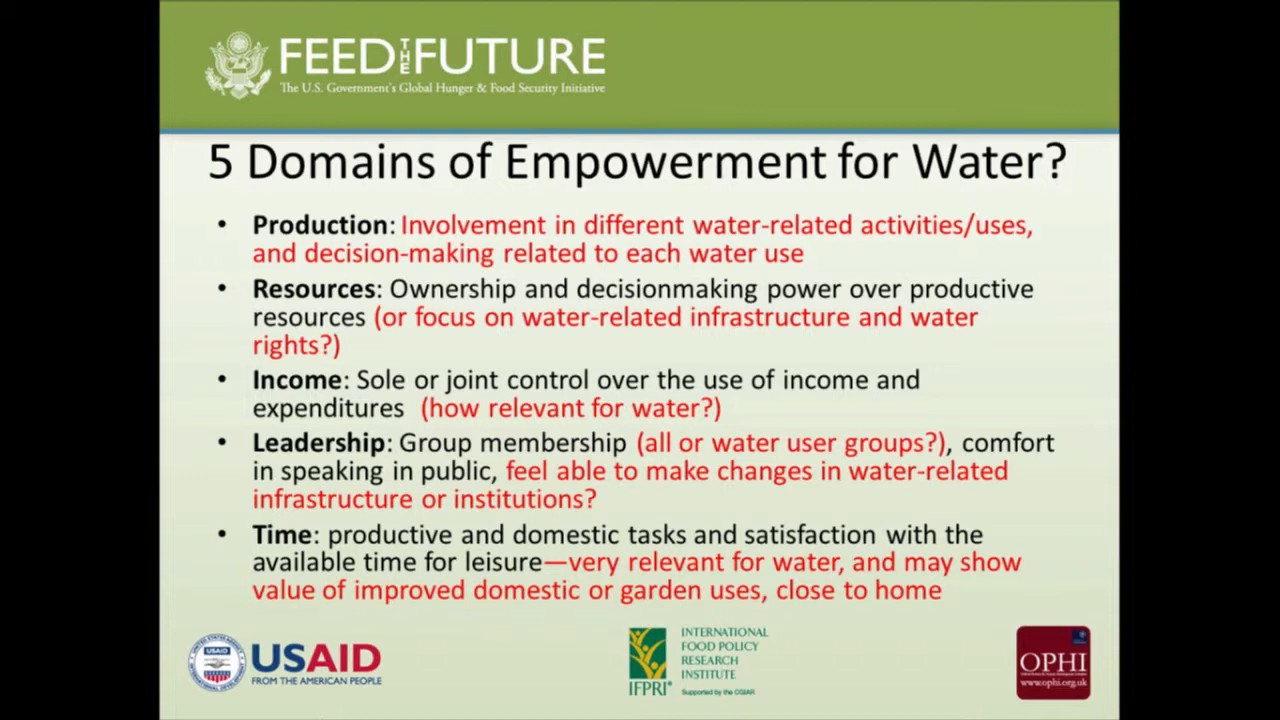 FEED THE FUTURE
The U.S. Government's Global Hunger & Food Security Initiative
5 Domains of Empowerment for Water?
• Production: Involvement in different water-related activities/uses,
and decision-making related to each water use
• Resources: Ownership and decisionmaking power over productive
resources (or focus on water-related infrastructure and water
rights?)
• Income: Sole or joint control over the use of income and
expenditures (how relevant for water?)
• Leadership: Group membership (all or water user groups?), comfort
in speaking in public, feel able to make changes in water-related
infrastructure or institutions?
• Time: productive and domestic tasks and satisfaction with the
available time for leisure—very relevant for water, and may show
value of improved domestic or garden uses, close to home
USAID
USAID
FROM THE AMERICAN PEOPLE
IFPRI®
INTERNATIONAL
FOOD POLICY
RESEARCH
INSTITUTE
Supported by the CGIAR
OPHI
www.ophi.org.uk